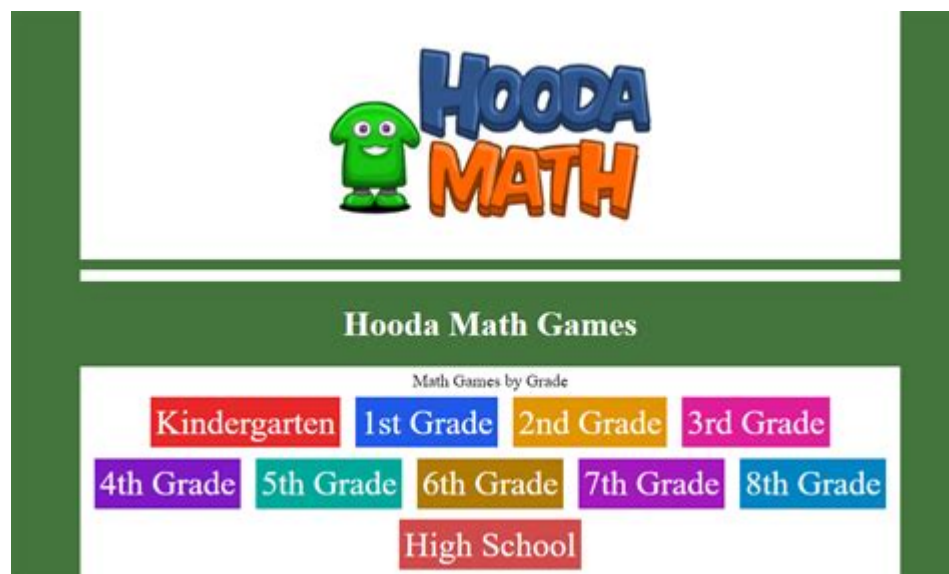 HOODA
MATH
Hooda Math Games
Math Games by Grade
Kindergarten 1st Grade 2nd Grade 3rd Grade
4th Grade 5th Grade 6th Grade 7th Grade 8th Grade
High School